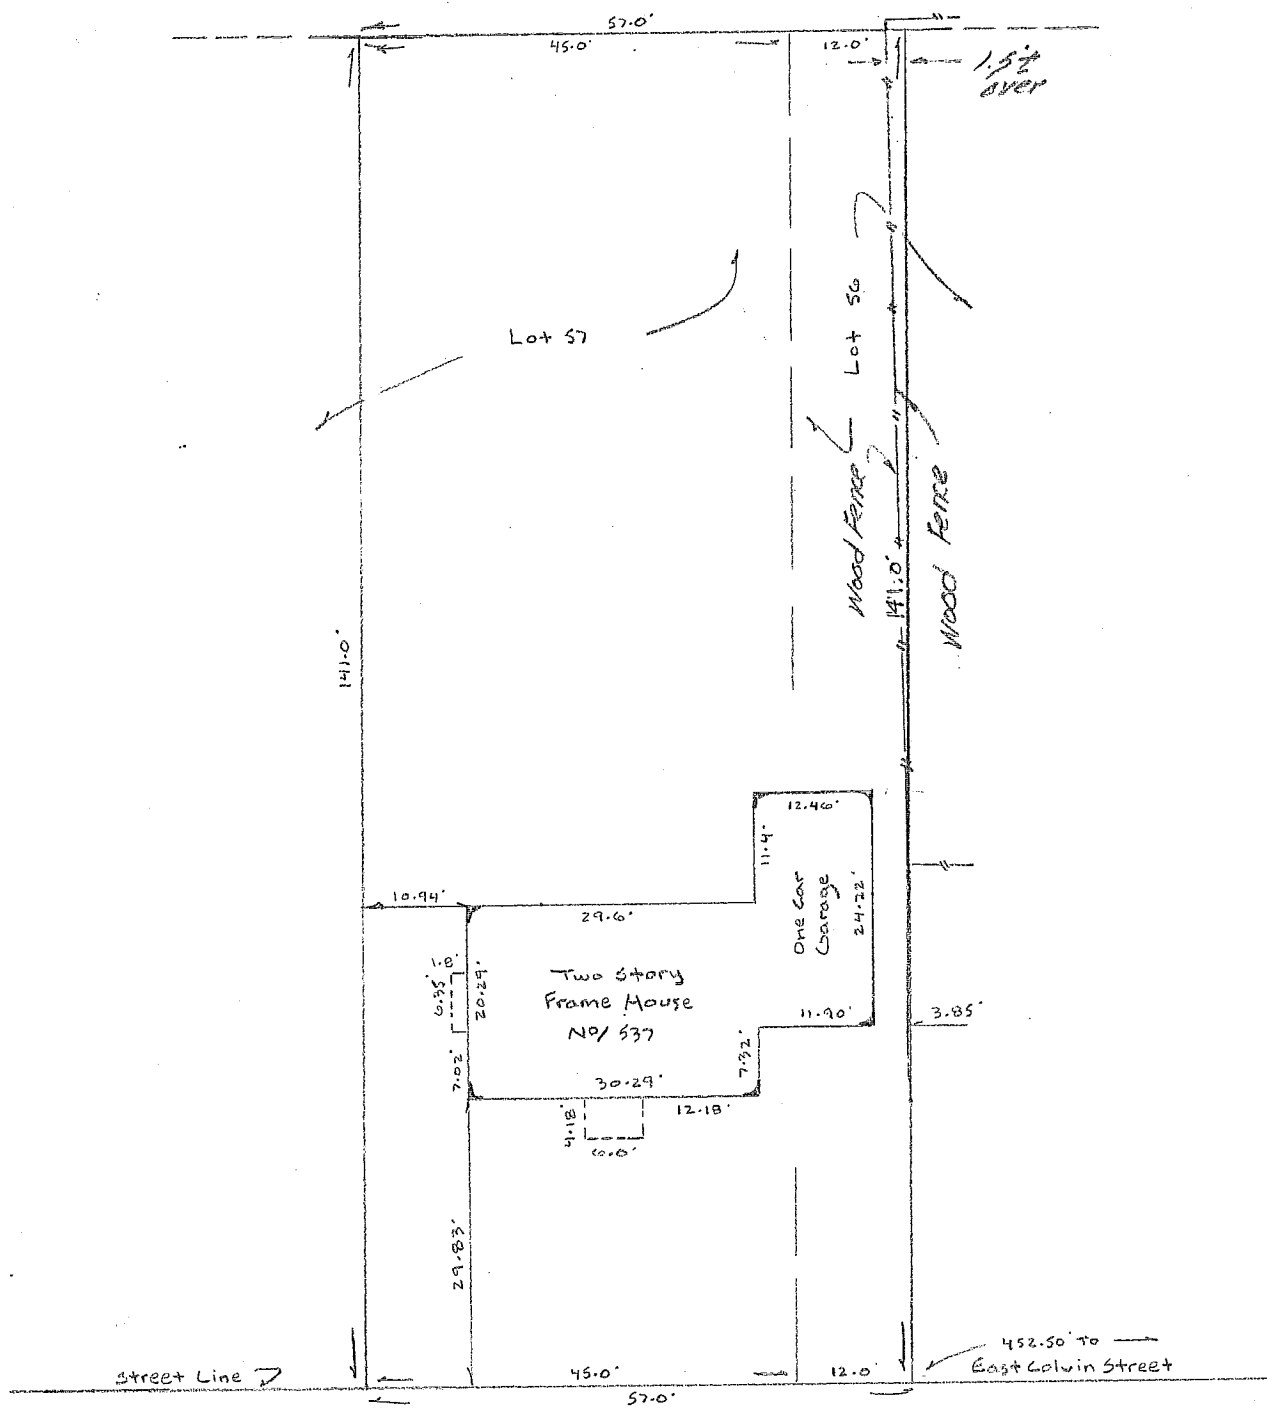 57.0'
45.0'
12.0'
1.5'±
over
Lot 57
Lot 56
Wood Fence
141.0'
Wood Fence
141.0'
12.46'
11.4'
One Car
Garage
24.22'
10.94'
29.6'
1.8'
6.35'
20.29'
Two Story
Frame House
No/ 537
11.90'
3.85'
7.02'
7.32'
30.29'
12.18'
4.18'
6.0'
29.83'
452.50' To
East Colvin Street
Street Line
45.0'
12.0'
57.0'